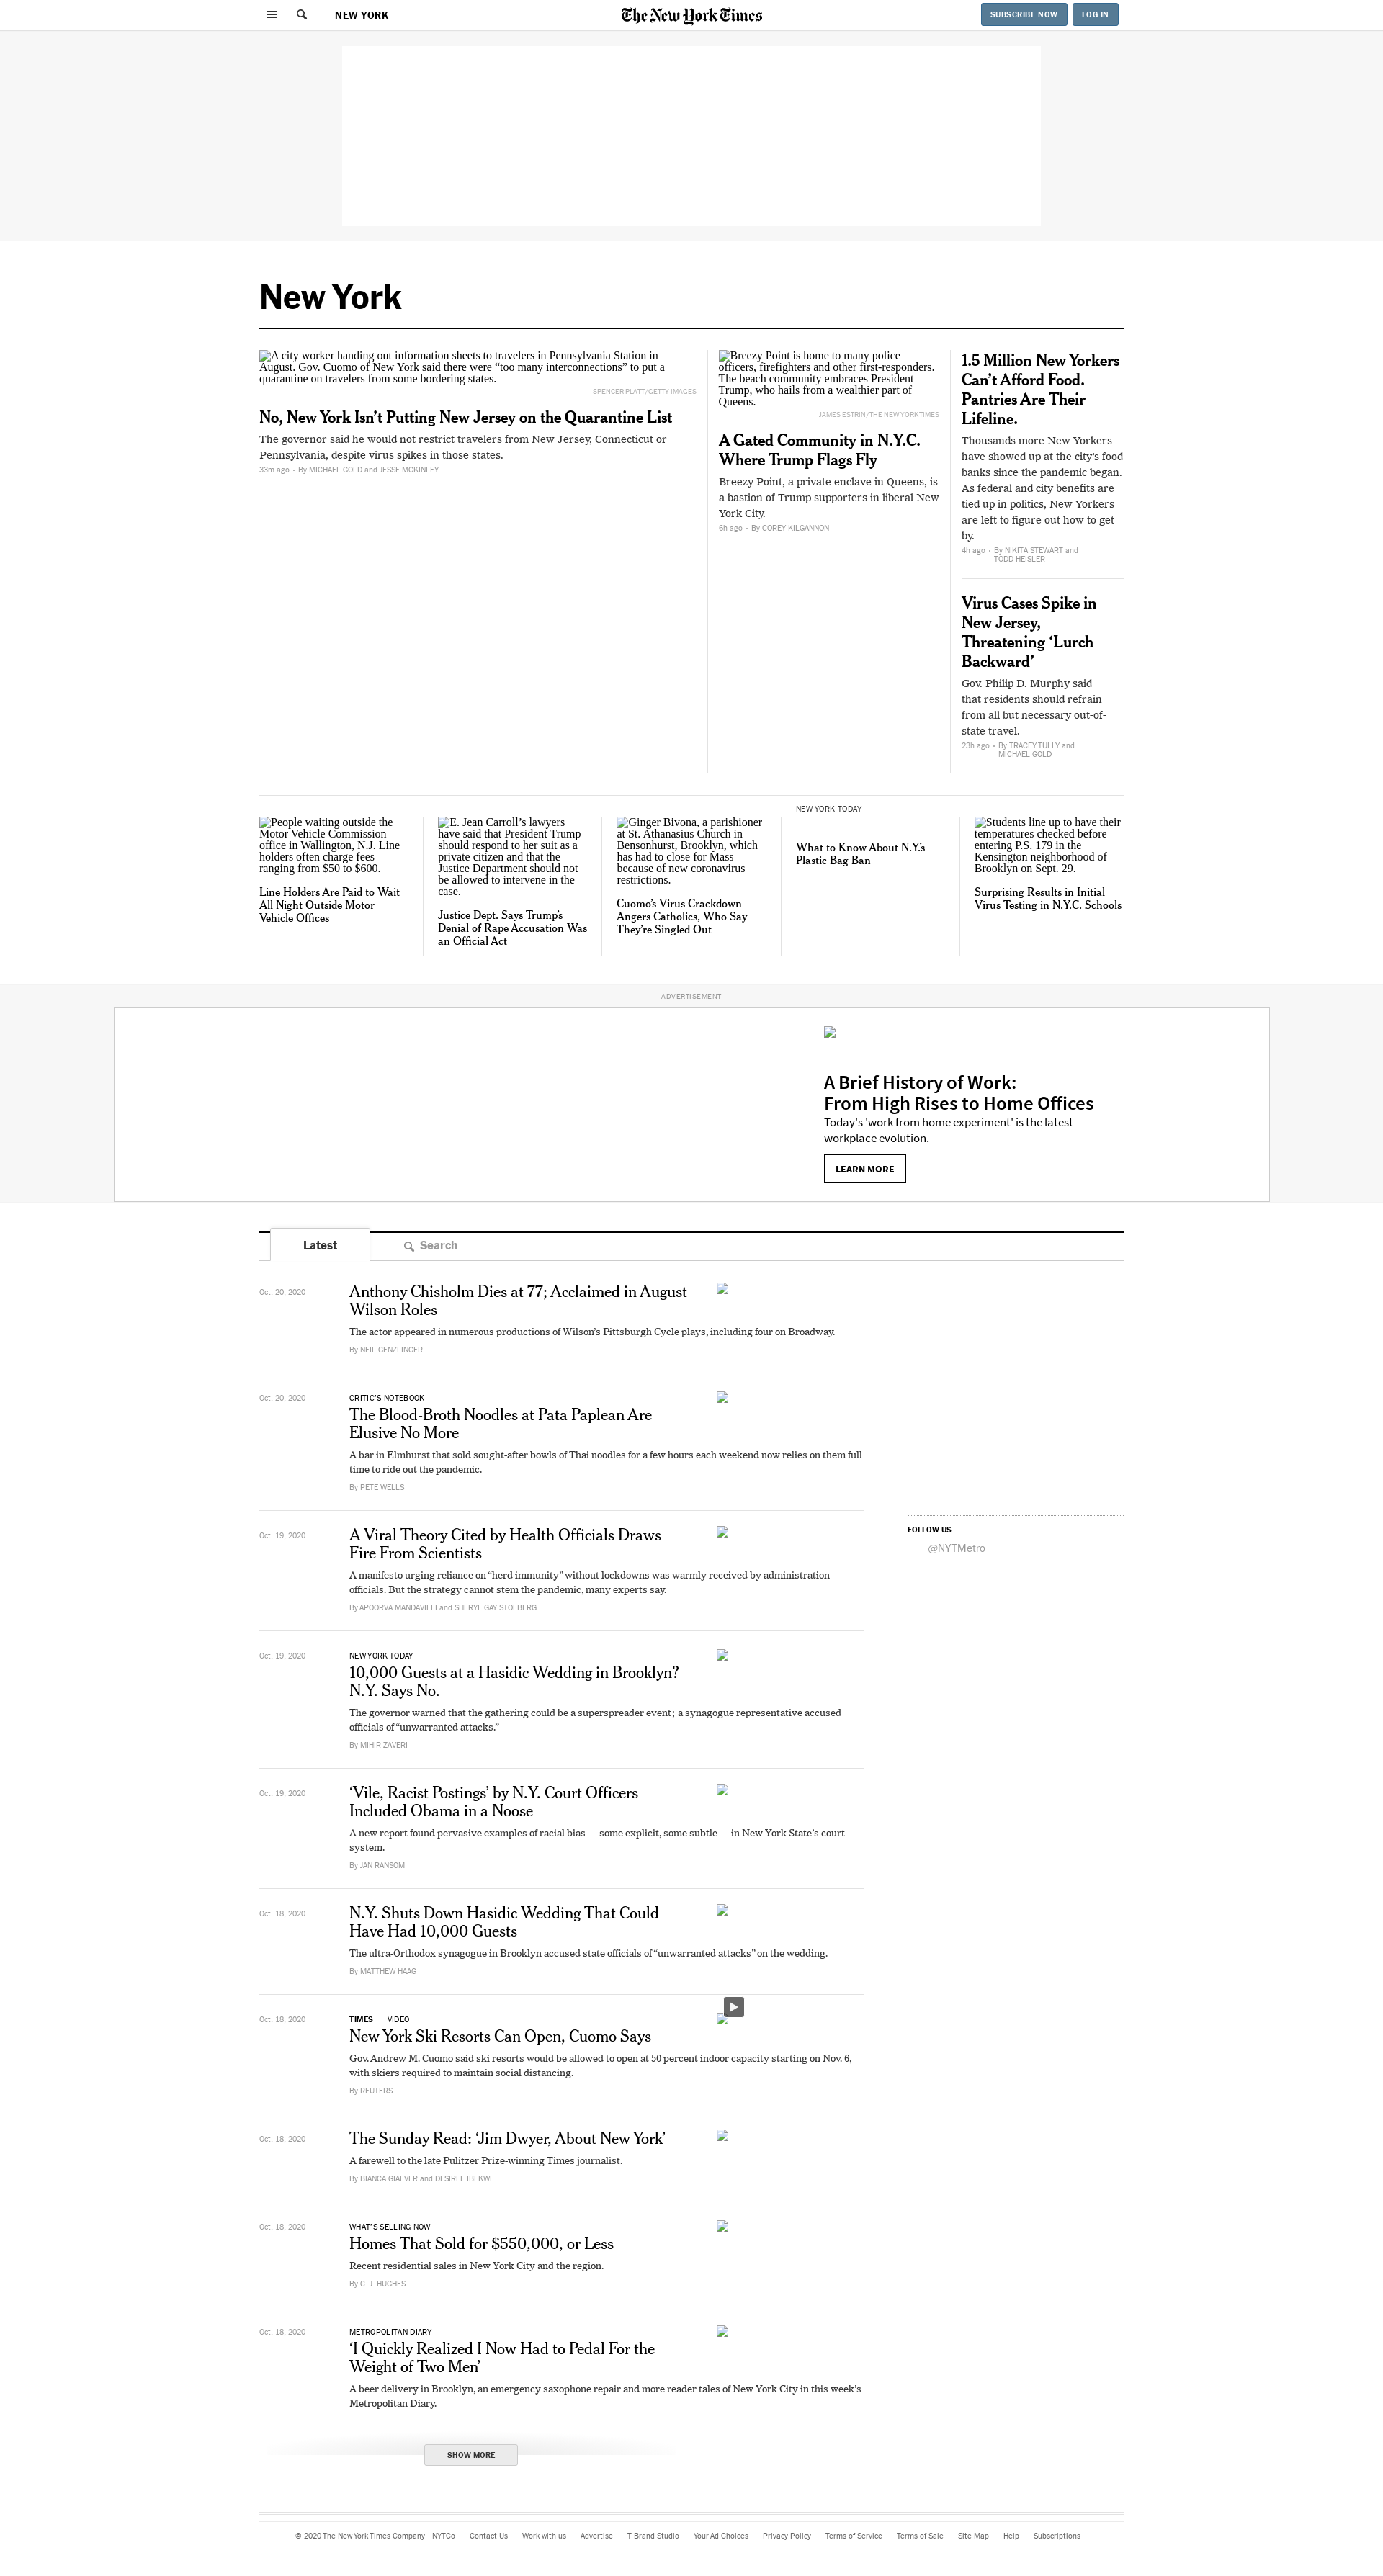 NEW YORK
The New York Times
SUBSCRIBE NOW
LOG IN
New York
A city worker handing out information sheets to travelers in Pennsylvania Station in
August. Gov. Cuomo of New York said there were “too many interconnections” to put a
quarantine on travelers from some bordering states.
SPENCER PLATT/GETTY IMAGES
No, New York Isn’t Putting New Jersey on the Quarantine List
The governor said he would not restrict travelers from New Jersey, Connecticut or
Pennsylvania, despite virus spikes in those states.
33m ago • By MICHAEL GOLD and JESSE MCKINLEY
Breezy Point is home to many police
officers, firefighters and other first-responders.
The beach community embraces President
Trump, who hails from a wealthier part of
Queens.
JAMES ESTRIN/THE NEW YORK TIMES
A Gated Community in N.Y.C.
Where Trump Flags Fly
Breezy Point, a private enclave in Queens, is
a bastion of Trump supporters in liberal New
York City.
6h ago • By COREY KILGANNON
1.5 Million New Yorkers
Can’t Afford Food.
Pantries Are Their
Lifeline.
Thousands more New Yorkers
have showed up at the city’s food
banks since the pandemic began.
As federal and city benefits are
tied up in politics, New Yorkers
are left to figure out how to get
by.
4h ago • By NIKITA STEWART and
TODD HEISLER
Virus Cases Spike in
New Jersey,
Threatening ‘Lurch
Backward’
Gov. Philip D. Murphy said
that residents should refrain
from all but necessary out-of-
state travel.
23h ago • By TRACEY TULLY and
MICHAEL GOLD
People waiting outside the
Motor Vehicle Commission
office in Wallington, N.J. Line
holders often charge fees
ranging from $50 to $600.
Line Holders Are Paid to Wait
All Night Outside Motor
Vehicle Offices
E. Jean Carroll’s lawyers
have said that President Trump
should respond to her suit as a
private citizen and that the
Justice Department should not
be allowed to intervene in the
case.
Justice Dept. Says Trump’s
Denial of Rape Accusation Was
an Official Act
Ginger Bivona, a parishioner
at St. Athanasius Church in
Bensonhurst, Brooklyn, which
has had to close for Mass
because of new coronavirus
restrictions.
Cuomo’s Virus Crackdown
Angers Catholics, Who Say
They’re Singled Out
NEW YORK TODAY
What to Know About N.Y.’s
Plastic Bag Ban
Students line up to have their
temperatures checked before
entering P.S. 179 in the
Kensington neighborhood of
Brooklyn on Sept. 29.
Surprising Results in Initial
Virus Testing in N.Y.C. Schools
ADVERTISEMENT
A Brief History of Work:
From High Rises to Home Offices
Today's 'work from home experiment' is the latest
workplace evolution.
LEARN MORE
Latest
Search
Oct. 20, 2020
Anthony Chisholm Dies at 77; Acclaimed in August
Wilson Roles
The actor appeared in numerous productions of Wilson’s Pittsburgh Cycle plays, including four on Broadway.
By NEIL GENZLINGER
Oct. 20, 2020
CRITIC’S NOTEBOOK
The Blood-Broth Noodles at Pata Paplean Are
Elusive No More
A bar in Elmhurst that sold sought-after bowls of Thai noodles for a few hours each weekend now relies on them full
time to ride out the pandemic.
By PETE WELLS
Oct. 19, 2020
A Viral Theory Cited by Health Officials Draws
Fire From Scientists
A manifesto urging reliance on “herd immunity” without lockdowns was warmly received by administration
officials. But the strategy cannot stem the pandemic, many experts say.
By APOORVA MANDAVILLI and SHERYL GAY STOLBERG
FOLLOW US
@NYTMetro
Oct. 19, 2020
NEW YORK TODAY
10,000 Guests at a Hasidic Wedding in Brooklyn?
N.Y. Says No.
The governor warned that the gathering could be a superspreader event; a synagogue representative accused
officials of “unwarranted attacks.”
By MIHIR ZAVERI
Oct. 19, 2020
‘Vile, Racist Postings’ by N.Y. Court Officers
Included Obama in a Noose
A new report found pervasive examples of racial bias — some explicit, some subtle — in New York State’s court
system.
By JAN RANSOM
Oct. 18, 2020
N.Y. Shuts Down Hasidic Wedding That Could
Have Had 10,000 Guests
The ultra-Orthodox synagogue in Brooklyn accused state officials of “unwarranted attacks” on the wedding.
By MATTHEW HAAG
Oct. 18, 2020
TIMES | VIDEO
New York Ski Resorts Can Open, Cuomo Says
Gov. Andrew M. Cuomo said ski resorts would be allowed to open at 50 percent indoor capacity starting on Nov. 6,
with skiers required to maintain social distancing.
By REUTERS
Oct. 18, 2020
The Sunday Read: ‘Jim Dwyer, About New York’
A farewell to the late Pulitzer Prize-winning Times journalist.
By BIANCA GIAEVER and DESIREE IBEKWE
Oct. 18, 2020
WHAT’S SELLING NOW
Homes That Sold for $550,000, or Less
Recent residential sales in New York City and the region.
By C. J. HUGHES
Oct. 18, 2020
METROPOLITAN DIARY
‘I Quickly Realized I Now Had to Pedal For the
Weight of Two Men’
A beer delivery in Brooklyn, an emergency saxophone repair and more reader tales of New York City in this week’s
Metropolitan Diary.
SHOW MORE
© 2020 The New York Times Company NYTCo Contact Us Work with us Advertise T Brand Studio Your Ad Choices Privacy Policy Terms of Service Terms of Sale Site Map Help Subscriptions